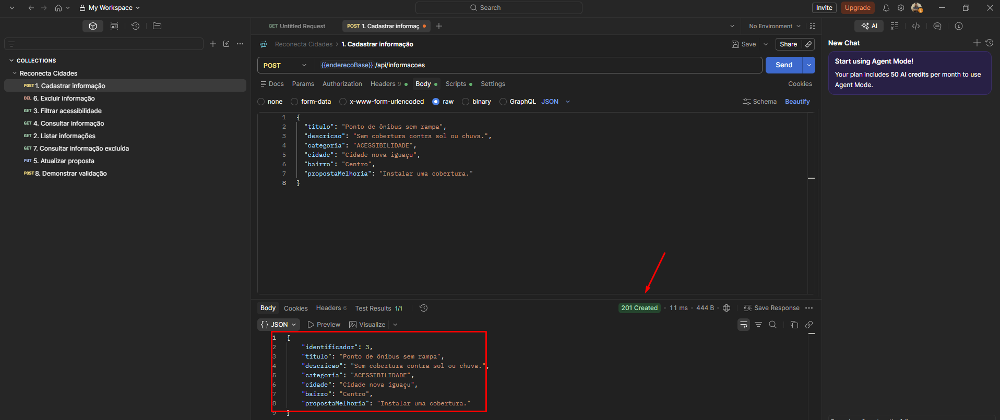 My Workspace
Search
Invite
Upgrade
GET Untitled Request
POST 1. Cadastrar informaç
No Environment
AI
New Chat
Reconecta Cidades > 1. Cadastrar informação
Save
Share
COLLECTIONS
Reconecta Cidades
POST 1. Cadastrar informação
DEL 6. Excluir informação
GET 3. Filtrar acessibilidade
GET 4. Consultar informação
GET 2. Listar informações
GET 7. Consultar informação excluída
PUT 5. Atualizar proposta
POST 8. Demonstrar validação
POST
{{enderecoBase}} /api/informacoes
Send
Start using Agent Mode!
Your plan includes 50 AI credits per month to use
Agent Mode.
Docs Params Authorization Headers 9 Body Scripts Settings
Cookies
none form-data x-www-form-urlencoded raw binary GraphQL JSON
Schema Beautify
1 {
2 "titulo": "Ponto de ônibus sem rampa",
3 "descricao": "Sem cobertura contra sol ou chuva.",
4 "categoria": "ACESSIBILIDADE",
5 "cidade": "Cidade nova iguaçu",
6 "bairro": "Centro",
7 "propostaMelhoria": "Instalar uma cobertura."
8 }
Body Cookies Headers 6 Test Results 1/1
201 Created 11 ms 444 B e.g. Save Response
{} JSON Preview Visualize
1 {
2 "identificador": 3,
3 "titulo": "Ponto de ônibus sem rampa",
4 "descricao": "Sem cobertura contra sol ou chuva.",
5 "categoria": "ACESSIBILIDADE",
6 "cidade": "Cidade nova iguaçu",
7 "bairro": "Centro",
8 "propostaMelhoria": "Instalar uma cobertura."
9 }